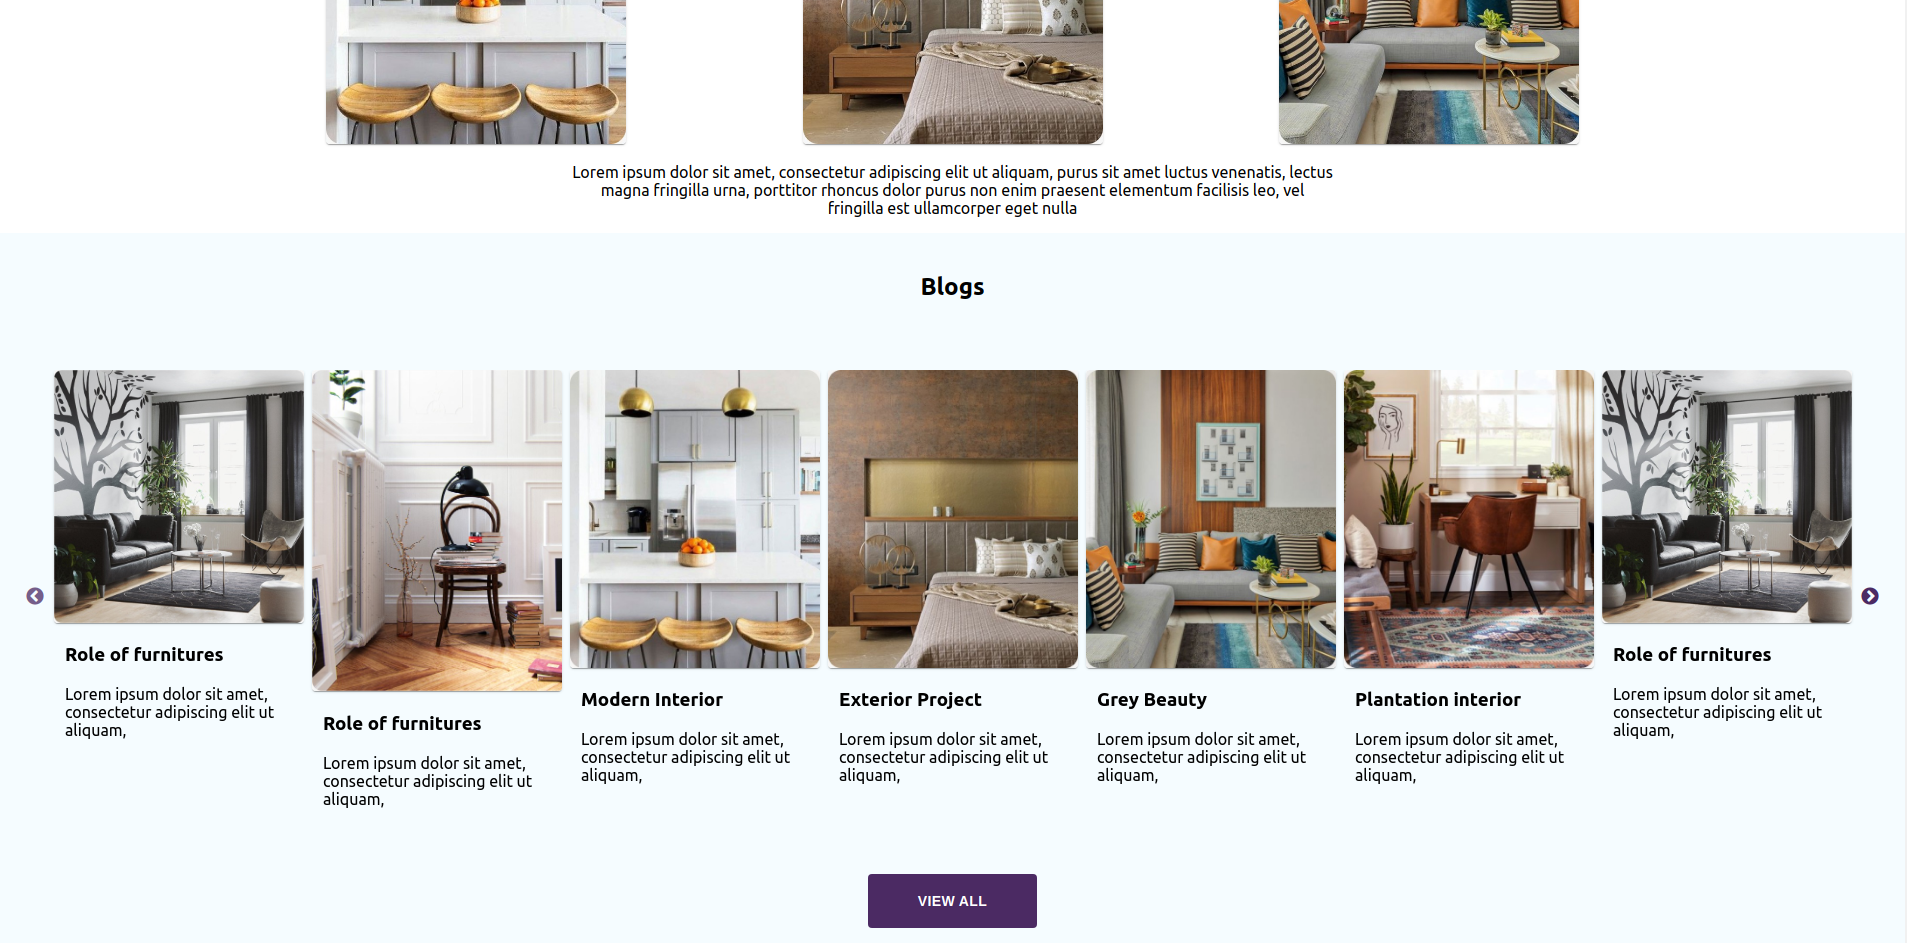 Lorem ipsum dolor sit amet, consectetur adipiscing elit ut aliquam, purus sit amet luctus venenatis, lectus
magna fringilla urna, porttitor rhoncus dolor purus non enim praesent elementum facilisis leo, vel
fringilla est ullamcorper eget nulla
Blogs
Role of furnitures
Lorem ipsum dolor sit amet,
consectetur adipiscing elit ut
aliquam,
Role of furnitures
Lorem ipsum dolor sit amet,
consectetur adipiscing elit ut
aliquam,
Modern Interior
Lorem ipsum dolor sit amet,
consectetur adipiscing elit ut
aliquam,
Exterior Project
Lorem ipsum dolor sit amet,
consectetur adipiscing elit ut
aliquam,
Grey Beauty
Lorem ipsum dolor sit amet,
consectetur adipiscing elit ut
aliquam,
Plantation interior
Lorem ipsum dolor sit amet,
consectetur adipiscing elit ut
aliquam,
Role of furnitures
Lorem ipsum dolor sit amet,
consectetur adipiscing elit ut
aliquam,
VIEW ALL